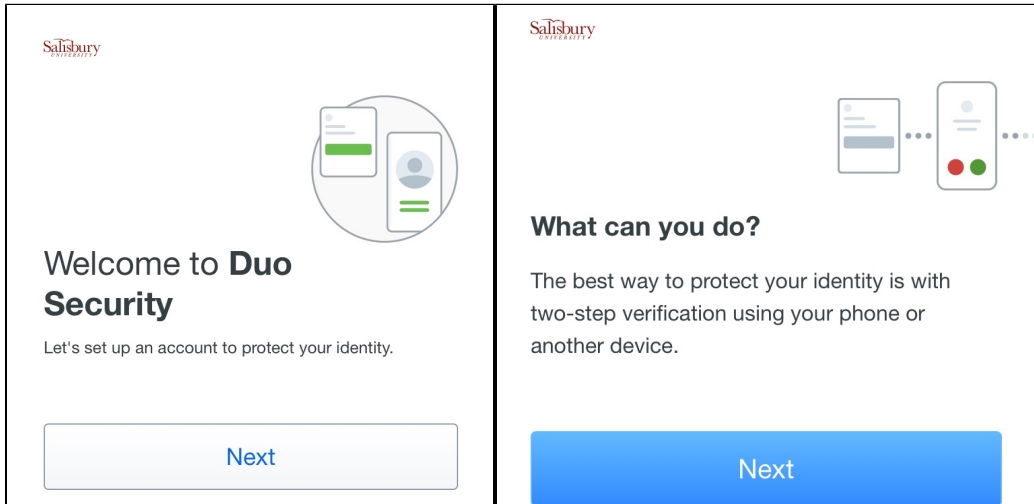 Salisbury
UNIVERSITY
Welcome to Duo
Security
Let's set up an account to protect your identity.
Next
Salisbury
UNIVERSITY
What can you do?
The best way to protect your identity is with
two-step verification using your phone or
another device.
Next